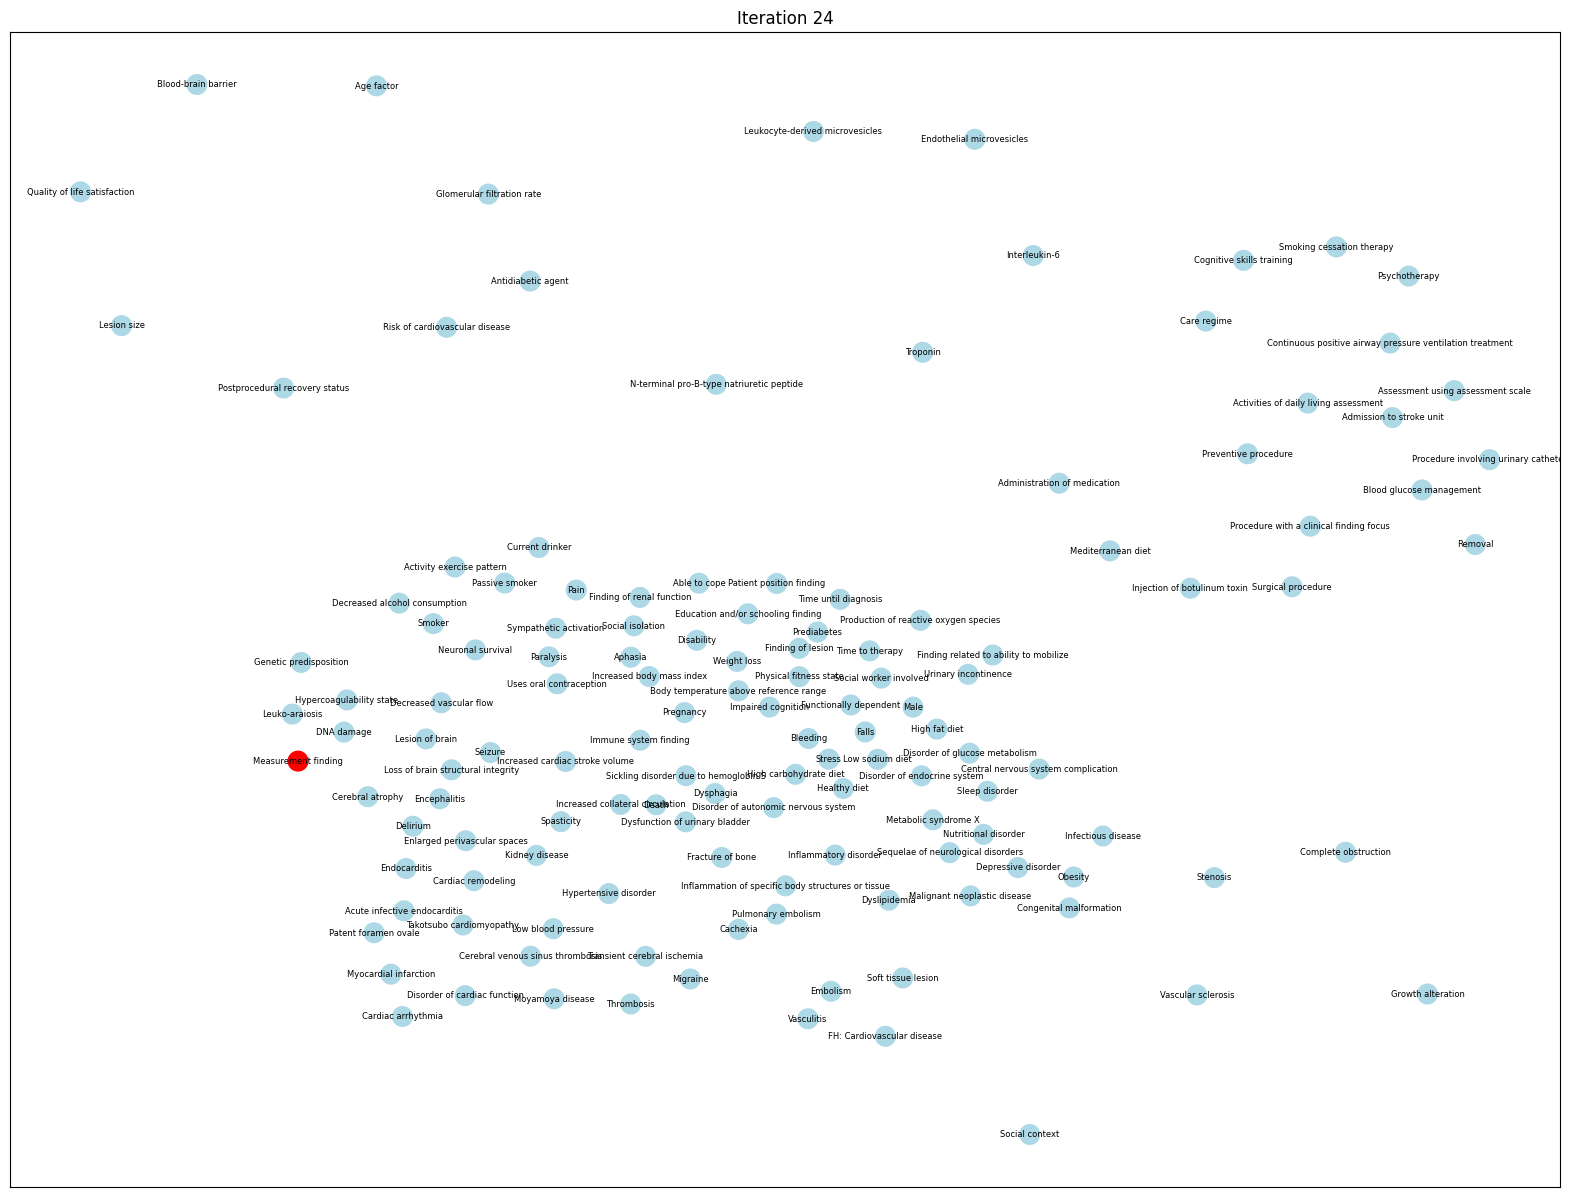 Iteration 24
Blood-brain barrier
Age factor
Leukocyte-derived microvesicles
Endothelial microvesicles
Quality of life satisfaction
Glomerular filtration rate
Smoking cessation therapy
Interleukin-6
Cognitive skills training
Psychotherapy
Antidiabetic agent
Care regime
Lesion size
Risk of cardiovascular disease
Continuous positive airway pressure ventilation treatment
Troponin
N-terminal pro-B-type natriuretic peptide
Postprocedural recovery status
Assessment using assessment scale
Activities of daily living assessment
Admission to stroke unit
Preventive procedure
Procedure involving urinary cathete
Administration of medication
Blood glucose management
Procedure with a clinical finding focus
Removal
Current drinker
Mediterranean diet
Activity exercise pattern
Passive smoker
Able to cope
Patient position finding
Injection of botulinum toxin
Surgical procedure
Pain
Finding of renal function
Time until diagnosis
Decreased alcohol consumption
Education and/or schooling finding
Smoker
Production of reactive oxygen species
Sympathetic activation
Social isolation
Prediabetes
Disability
Finding of lesion
Neuronal survival
Time to therapy
Finding related to ability to mobilize
Paralysis
Aphasia
Genetic predisposition
Weight loss
Urinary incontinence
Increased body mass index
Physical fitness state
Social worker involved
Uses oral contraception
Body temperature above reference range
Hypercoagulability state
Decreased vascular flow
Impaired cognition
Functionally dependent
Male
Leuko-araiosis
Pregnancy
High fat diet
DNA damage
Falls
Lesion of brain
Immune system finding
Bleeding
Seizure
Disorder of glucose metabolism
Measurement finding
Increased cardiac stroke volume
Stress
Low sodium diet
Loss of brain structural integrity
Central nervous system complication
Sickling disorder due to hemoglobin S
High carbohydrate diet
Disorder of endocrine system
Healthy diet
Sleep disorder
Cerebral atrophy
Encephalitis
Dysphagia
Increased collateral circulation
Death
Disorder of autonomic nervous system
Delirium
Spasticity
Dysfunction of urinary bladder
Metabolic syndrome X
Nutritional disorder
Infectious disease
Enlarged perivascular spaces
Kidney disease
Fracture of bone
Inflammatory disorder
Sequelae of neurological disorders
Complete obstruction
Endocarditis
Depressive disorder
Cardiac remodeling
Obesity
Stenosis
Inflammation of specific body structures or tissue
Hypertensive disorder
Malignant neoplastic disease
Dyslipidemia
Congenital malformation
Acute infective endocarditis
Pulmonary embolism
Takotsubo cardiomyopathy
Low blood pressure
Cachexia
Patent foramen ovale
Cerebral venous sinus thrombosis
Transient cerebral ischemia
Myocardial infarction
Migraine
Soft tissue lesion
Embolism
Disorder of cardiac function
Moyamoya disease
Vascular sclerosis
Growth alteration
Thrombosis
Cardiac arrhythmia
Vasculitis
FH: Cardiovascular disease
Social context